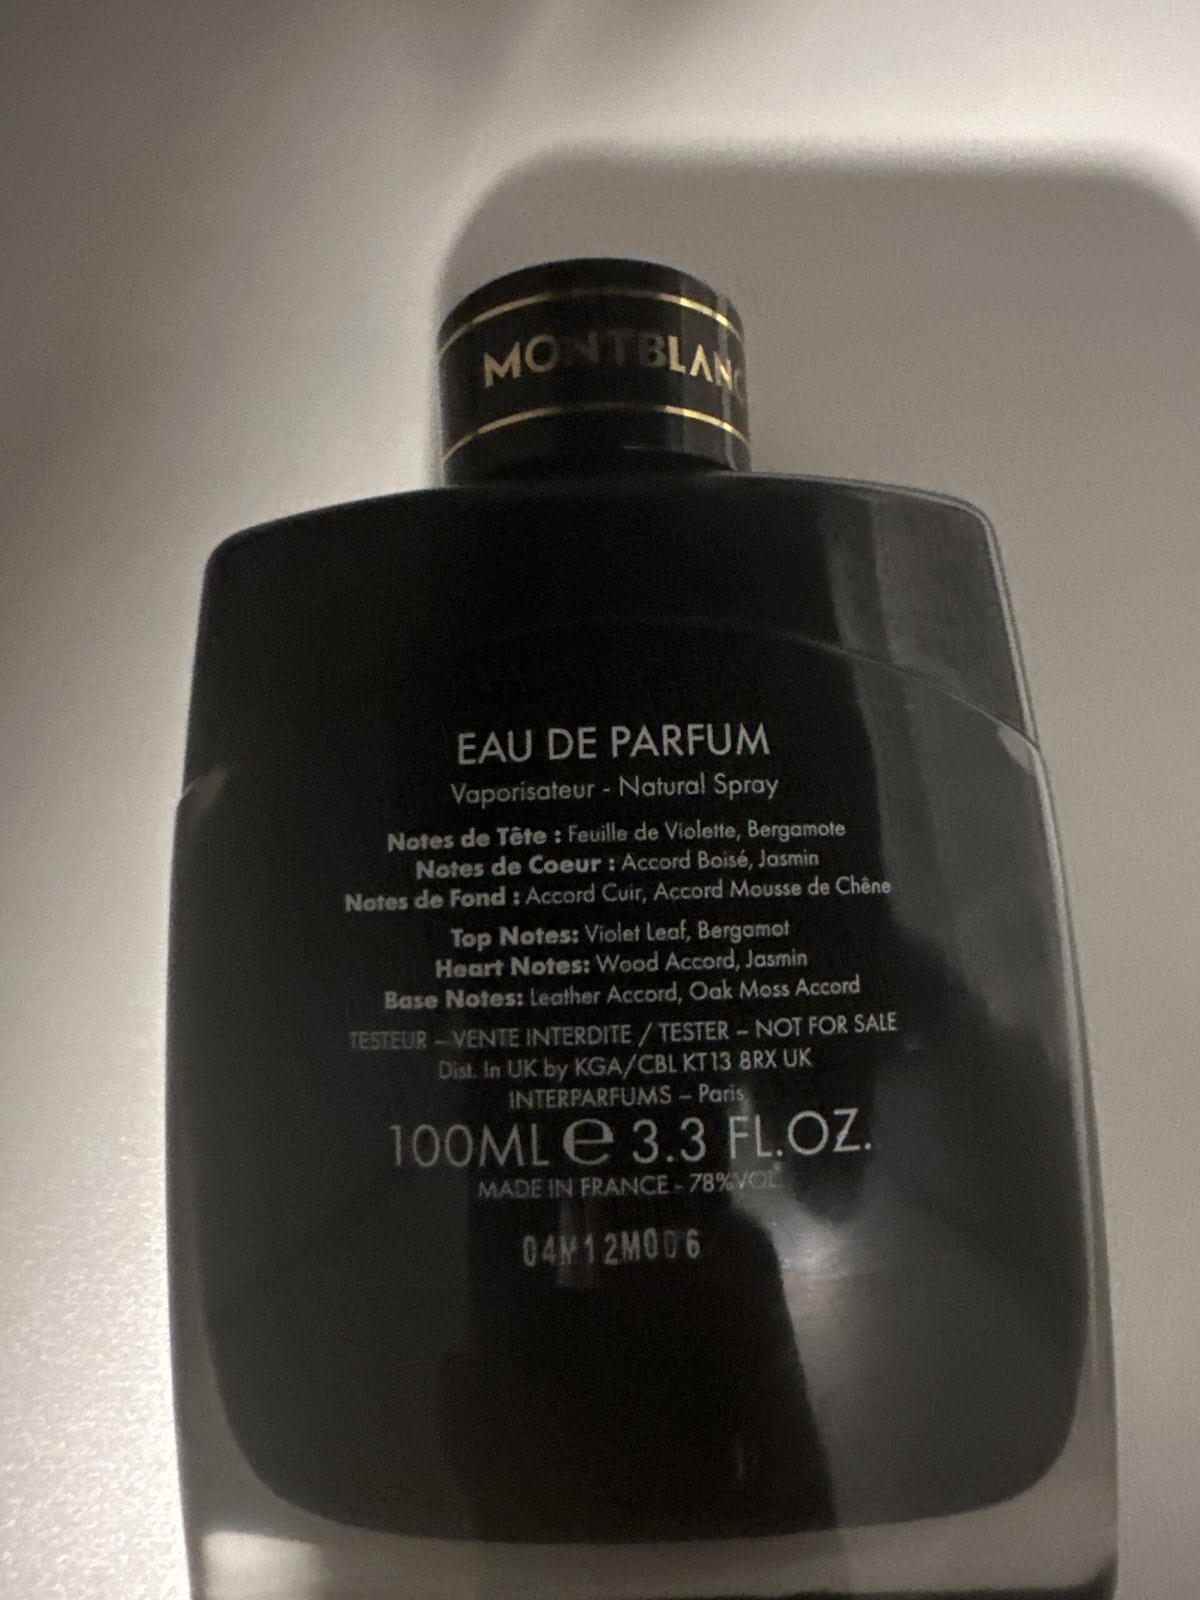 MONTBLANC
EAU DE PARFUM
Vaporisateur - Natural Spray
Notes de Tête : Feuille de Violette, Bergamote
Notes de Coeur : Accord Boisé, Jasmin
Notes de Fond : Accord Cuir, Accord Mousse de Chêne
Top Notes: Violet Leaf, Bergamot
Heart Notes: Wood Accord, Jasmin
Base Notes: Leather Accord, Oak Moss Accord
TESTEUR – VENTE INTERDITE / TESTER – NOT FOR SALE
Dist. In UK by KGA/CBL KT13 8RX UK
INTERPARFUMS – Paris
100ML e 3.3 FL.OZ.
MADE IN FRANCE - 78%VOL
04M12M006